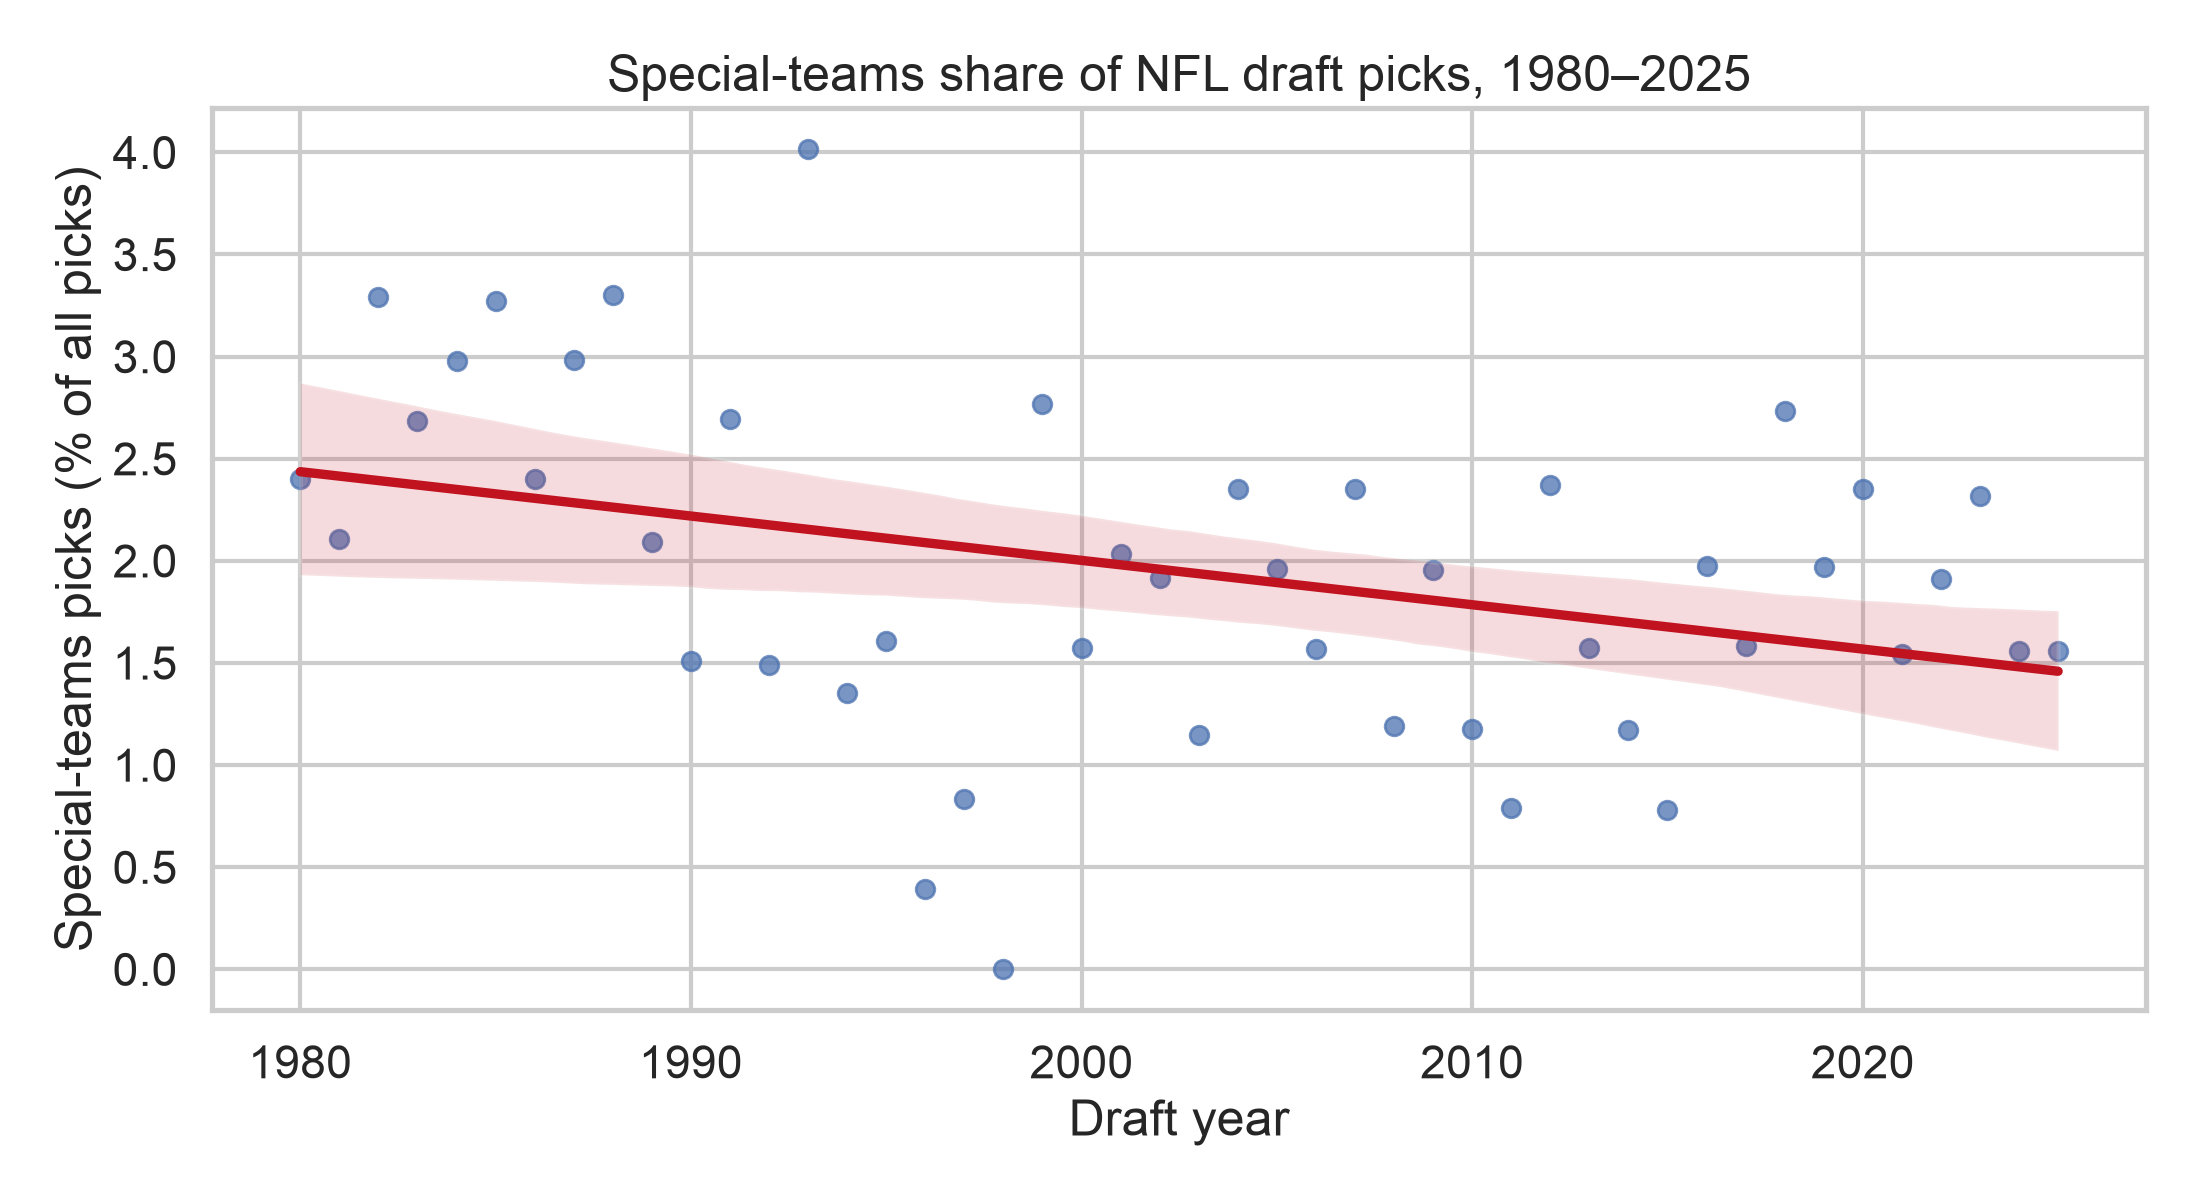 Special-teams share of NFL draft picks, 1980–2025
Special-teams picks (% of all picks)
4.0
3.5
3.0
2.5
2.0
1.5
1.0
0.5
0.0
1980 1990 2000 2010 2020
Draft year